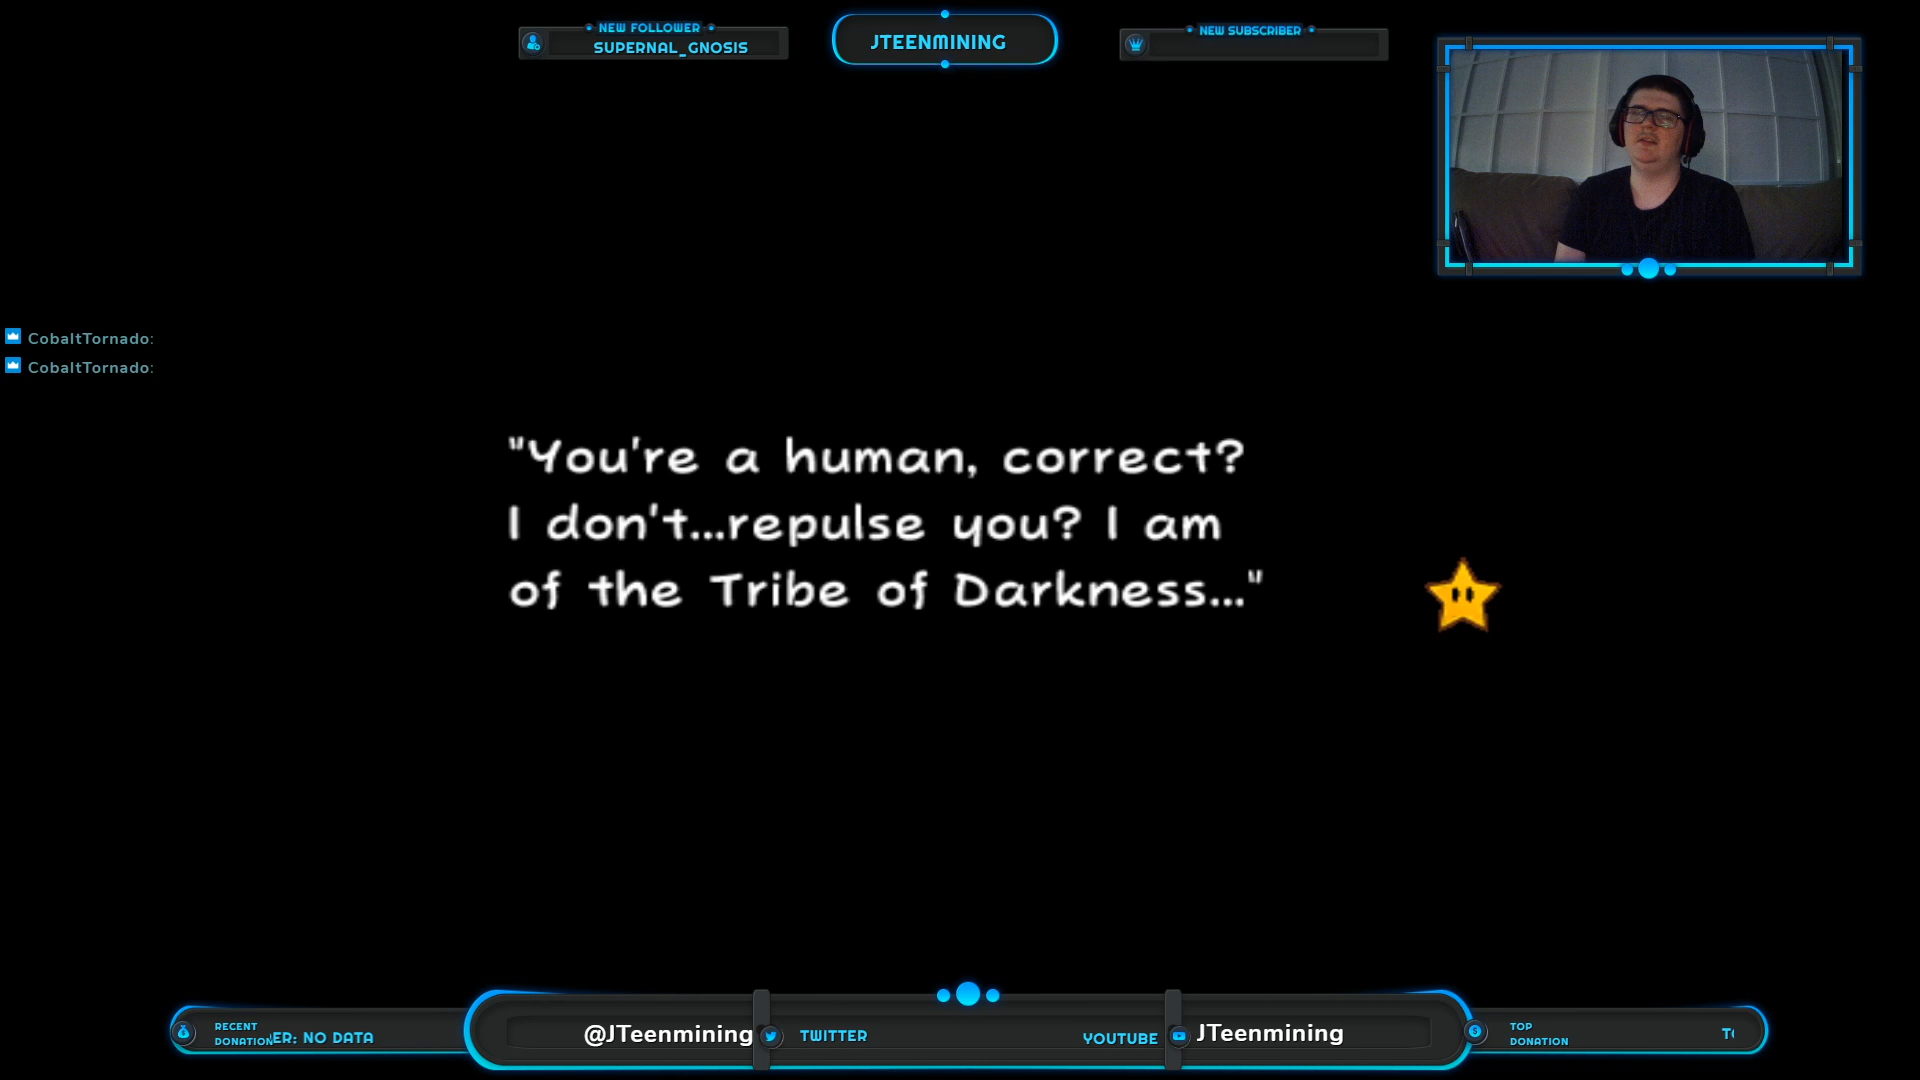 NEW FOLLOWER
SUPERNAL_GNOSIS
JTEENMINING
NEW SUBSCRIBER
CobaltTornado:
CobaltTornado:
"You're a human, correct?
I don't...repulse you? I am
of the Tribe of Darkness..."
RECENT
DONATION
ER: NO DATA
@JTeenmining
TWITTER
YOUTUBE
JTeenmining
TOP
DONATION